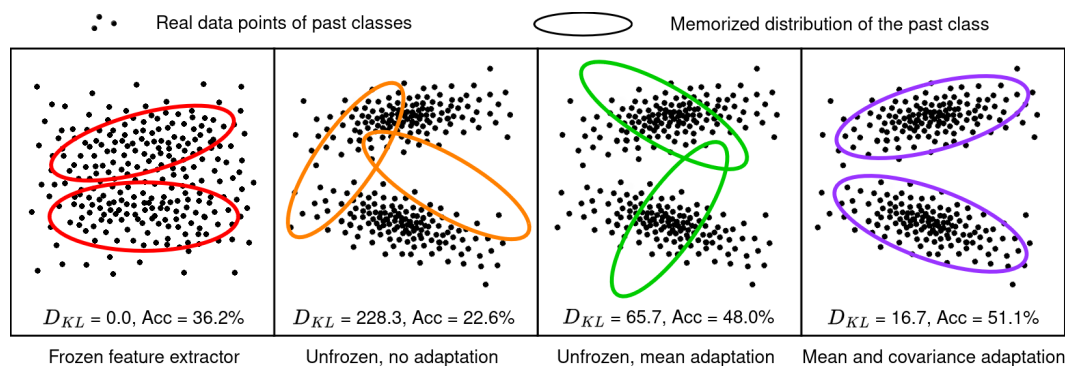 Real data points of past classes
Memorized distribution of the past class
D_KL = 0.0, Acc = 36.2%
D_KL = 228.3, Acc = 22.6%
D_KL = 65.7, Acc = 48.0%
D_KL = 16.7, Acc = 51.1%
Frozen feature extractor
Unfrozen, no adaptation
Unfrozen, mean adaptation
Mean and covariance adaptation